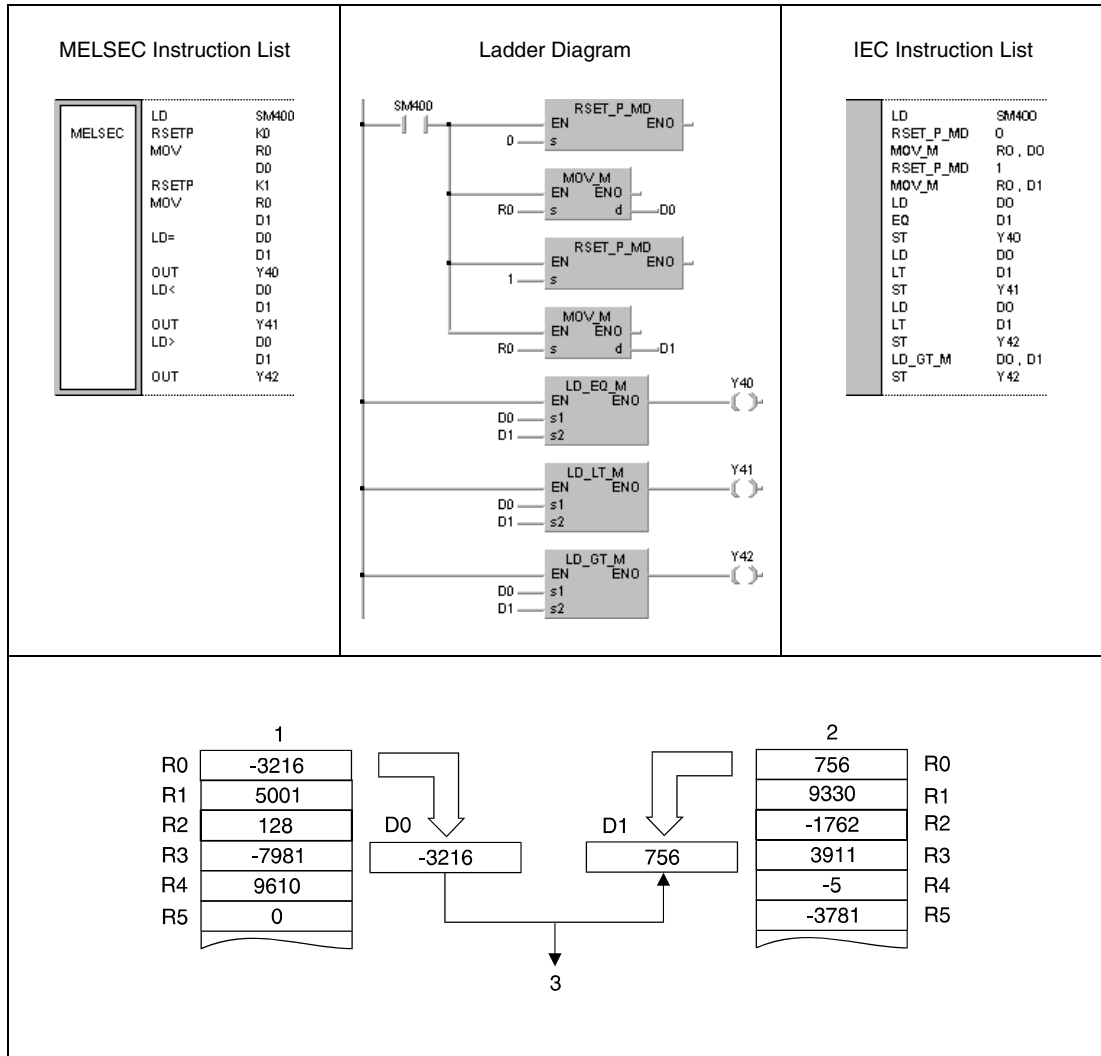 MELSEC Instruction List
MELSEC
LD SM400
RSETP K0
MOV R0
D0
RSETP K1
MOV R0
D1
LD= D0
D1
OUT Y40
LD< D0
D1
OUT Y41
LD> D0
D1
OUT Y42
Ladder Diagram
SM400
RSET_P_MD
EN ENO
0 s
MOV_M
EN ENO
R0 s d D0
RSET_P_MD
EN ENO
1 s
MOV_M
EN ENO
R0 s d D1
LD_EQ_M Y40
EN ENO
D0 s1
D1 s2
LD_LT_M Y41
EN ENO
D0 s1
D1 s2
LD_GT_M Y42
EN ENO
D0 s1
D1 s2
IEC Instruction List
LD SM400
RSET_P_MD 0
MOV_M R0 , D0
RSET_P_MD 1
MOV_M R0 , D1
LD D0
EQ D1
ST Y40
LD D0
LT D1
ST Y41
LD D0
LT D1
ST Y42
LD_GT_M D0 , D1
ST Y42
1
R0 -3216
R1 5001
R2 128
R3 -7981
R4 9610
R5 0
D0
-3216
D1
756
3
2
756 R0
9330 R1
-1762 R2
3911 R3
-5 R4
-3781 R5